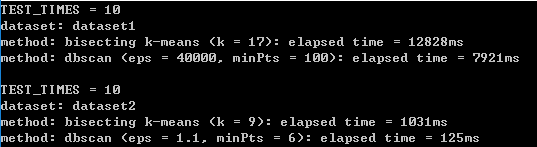 TEST_TIMES = 10
dataset: dataset1
method: bisecting k-means (k = 17): elapsed time = 12828ms
method: dbscan (eps = 40000, minPts = 100): elapsed time = 7921ms
TEST_TIMES = 10
dataset: dataset2
method: bisecting k-means (k = 9): elapsed time = 1031ms
method: dbscan (eps = 1.1, minPts = 6): elapsed time = 125ms